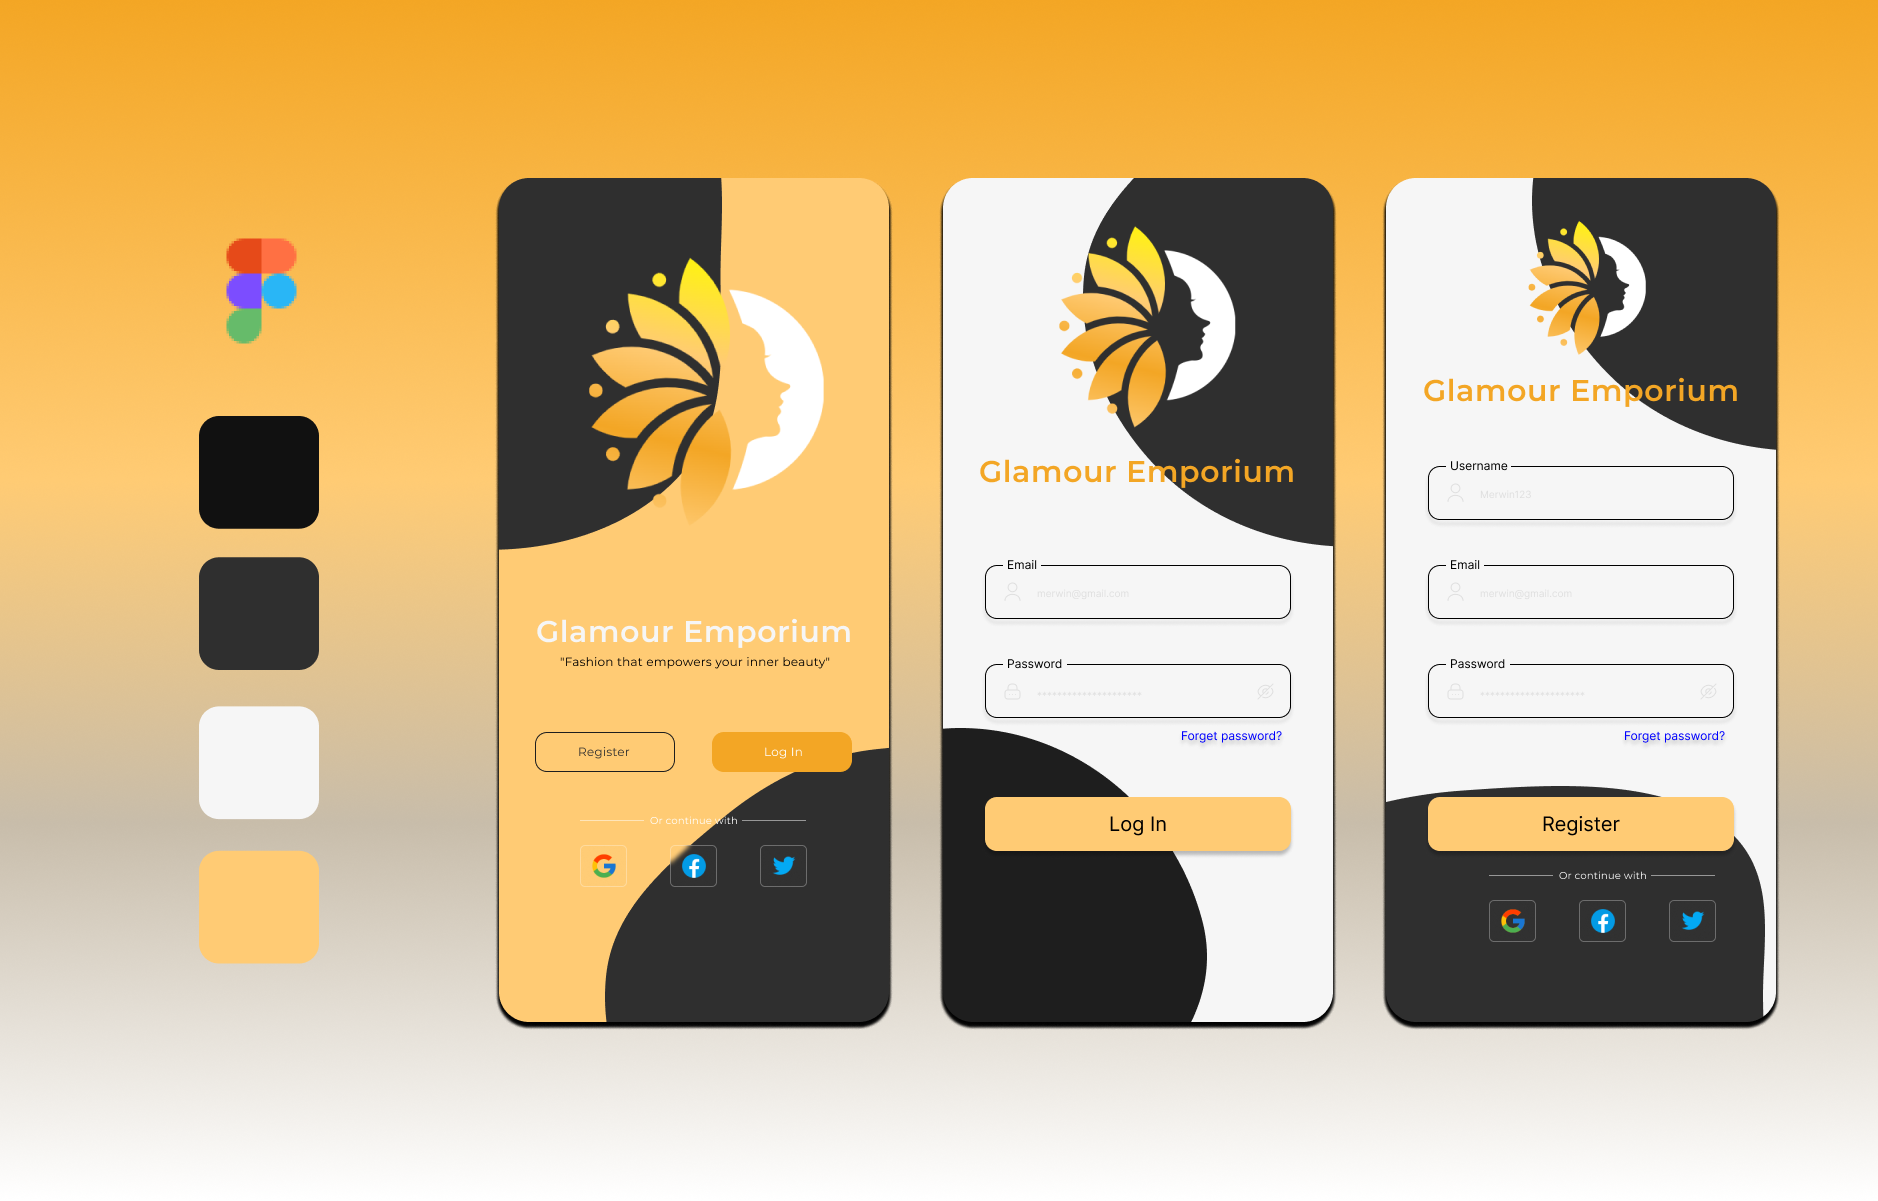 Glamour Emporium
"Fashion that empowers your inner beauty"
Register
Log In
Or continue with
Glamour Emporium
Email
merwin@gmail.com
Password
Forget password?
Log In
Glamour Emporium
Username
Merwin123
Email
merwin@gmail.com
Password
Forget password?
Register
Or continue with